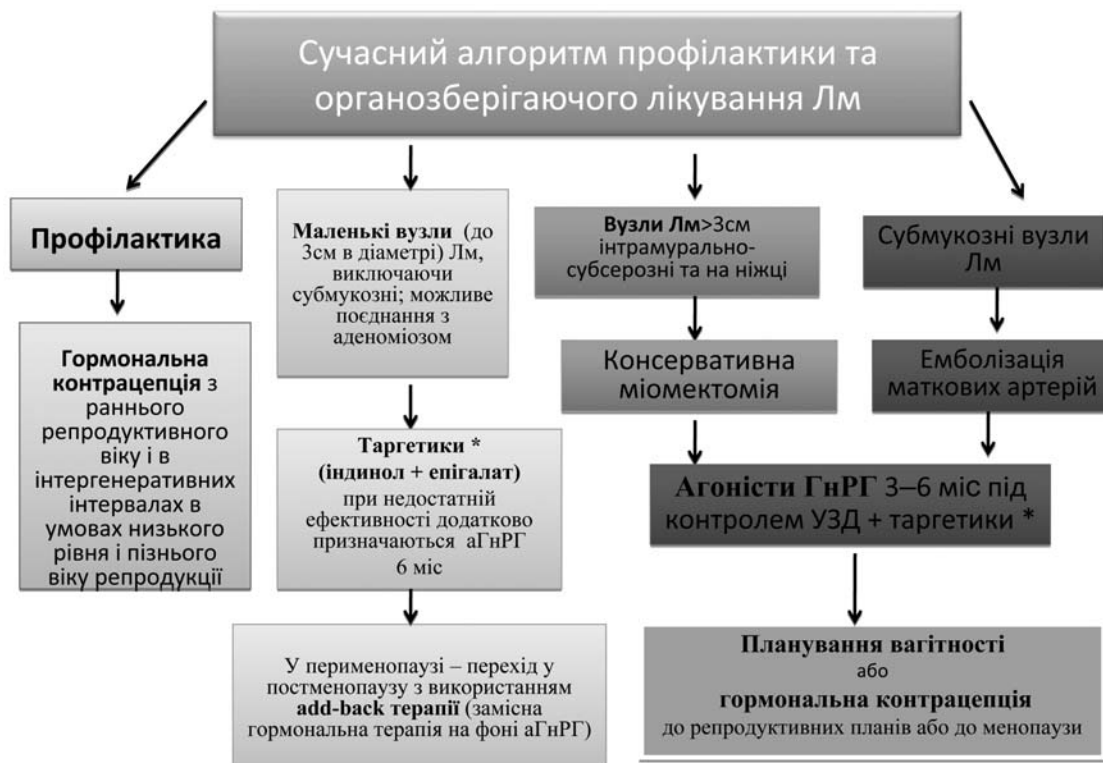 Сучасний алгоритм профілактики та
органозберігаючого лікування Лм
Профілактика
Гормональна
контрацепція з
раннього
репродуктивного
віку і в
інтергенеративних
інтервалах в
умовах низького
рівня і пізнього
віку репродукції
Маленькі вузли (до
3см в діаметрі) Лм,
виключаючи
субмукозні; можливе
поєднання з
аденоміозом
Таргетики *
(індинол + епігалат)
при недостатній
ефективності додатково
призначаються аГнРГ
6 міс
У перименопаузі – перехід у
постменопаузу з використанням
add-back терапії (замісна
гормональна терапія на фоні аГнРГ)
Вузли Лм>3см
інтрамурально-
субсерозні та на ніжці
Консервативна
міомектомія
Субмукозні вузли
Лм
Емболізація
маткових артерій
Агоністи ГнРГ 3–6 міс під
контролем УЗД + таргетики *
Планування вагітності
або
гормональна контрацепція
до репродуктивних планів або до менопаузи